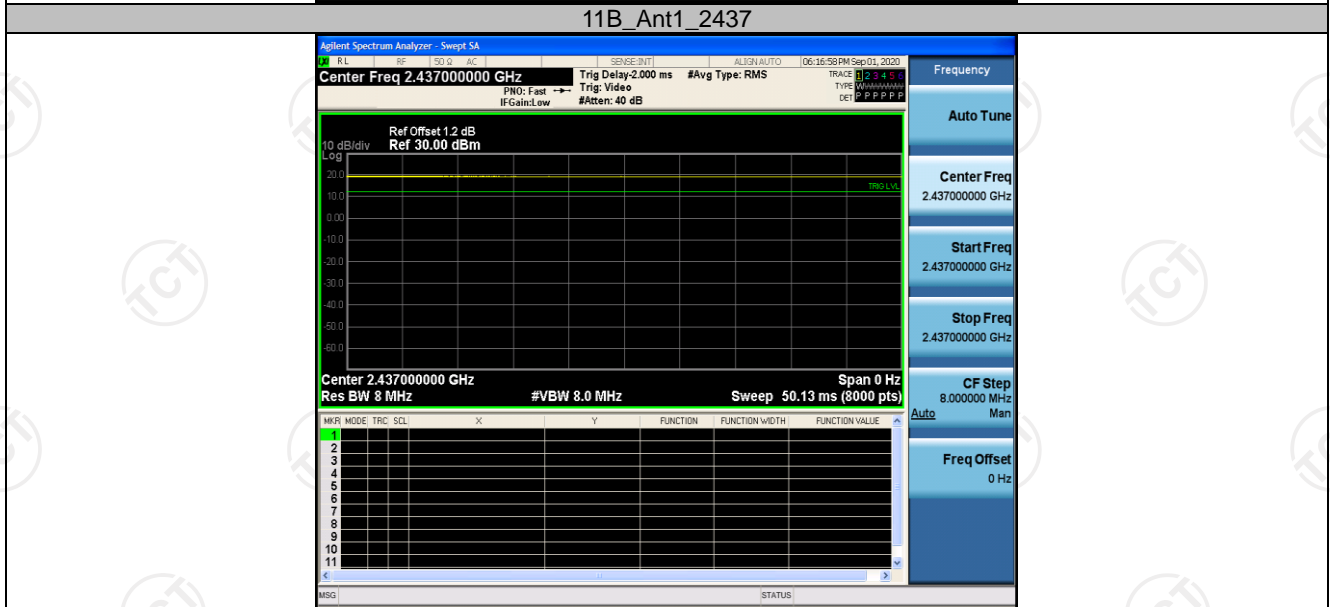 11B_Ant1_2437
Agilent Spectrum Analyzer - Swept SA
RL RF 50 Ω AC SENSE:INT ALIGN AUTO 06:16:58 PM Sep 01, 2020
Center Freq 2.437000000 GHz
PNO: Fast
IFGain:Low
Trig Delay-2.000 ms
Trig: Video
#Atten: 40 dB
#Avg Type: RMS
TRACE 1 2 3 4 5 6
TYPE
DET P P P P P P
Ref Offset 1.2 dB
10 dB/div Ref 30.00 dBm
Log
20.0
10.0
0.00
-10.0
-20.0
-30.0
-40.0
-50.0
-60.0
TRIG LVL
Center 2.437000000 GHz Span 0 Hz
Res BW 8 MHz #VBW 8.0 MHz Sweep 50.13 ms (8000 pts)
MKR MODE TRC SCL X Y FUNCTION FUNCTION WIDTH FUNCTION VALUE
1
2
3
4
5
6
7
8
9
10
11
MSG STATUS
Frequency
Auto Tune
Center Freq
2.437000000 GHz
Start Freq
2.437000000 GHz
Stop Freq
2.437000000 GHz
CF Step
8.000000 MHz
Auto Man
Freq Offset
0 Hz
TCT
TCT